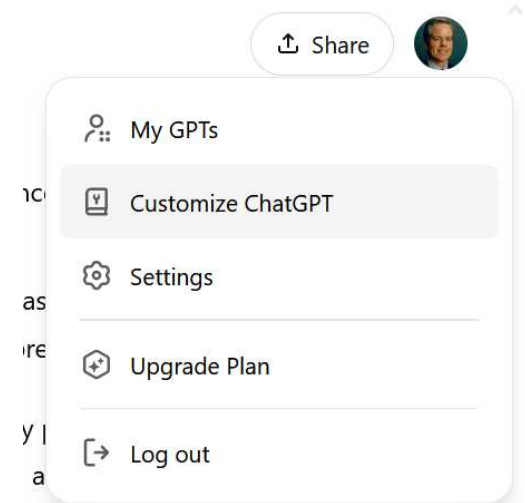 Share
My GPTs
Customize ChatGPT
Settings
Upgrade Plan
Log out